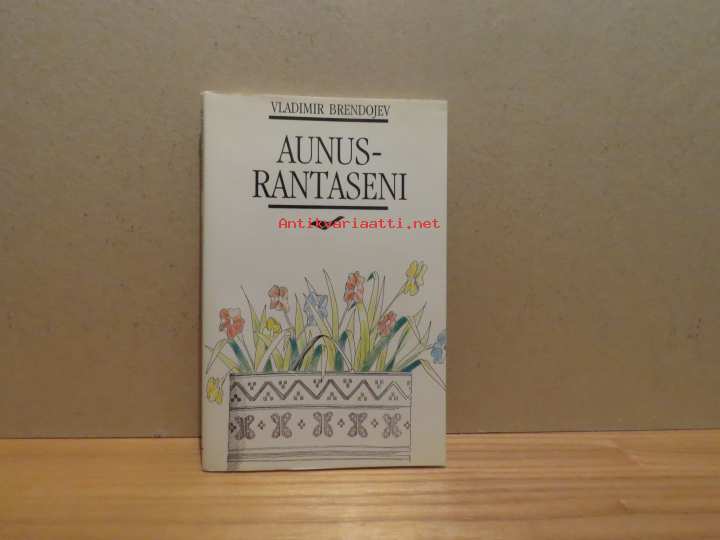 VLADIMIR BRENDOJEV
AUNUS-
RANTASENI
Antikvariaatti.net